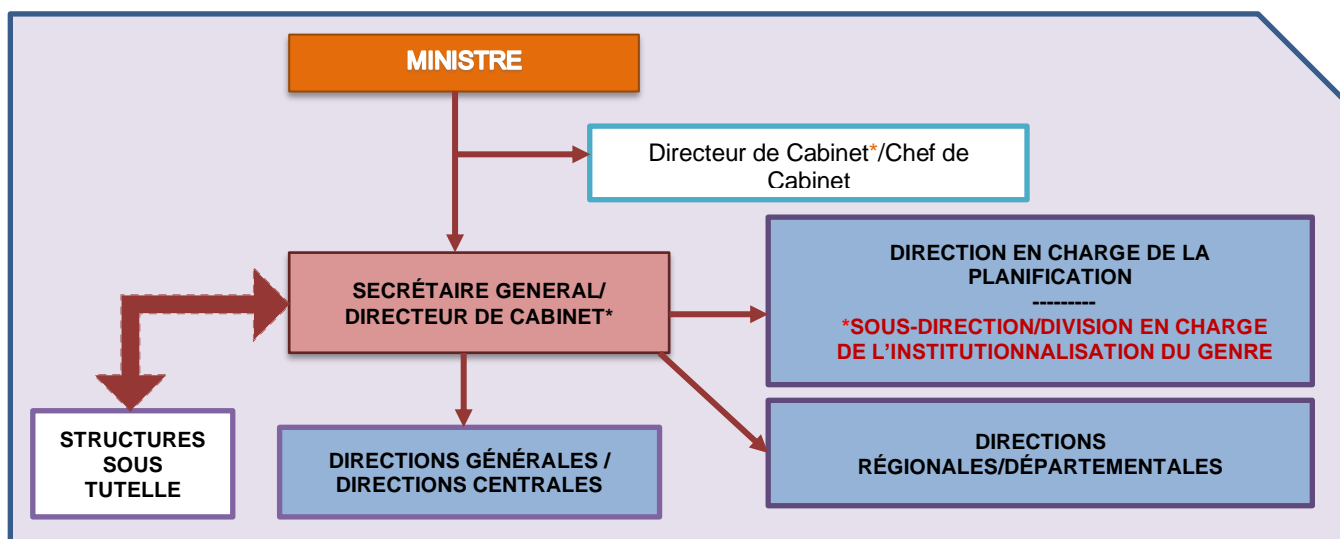 MINISTRE
Directeur de Cabinet*/Chef de
Cabinet
SECRÉTAIRE GENERAL/
DIRECTEUR DE CABINET*
DIRECTION EN CHARGE DE LA
PLANIFICATION
---------
*SOUS-DIRECTION/DIVISION EN CHARGE
DE L’INSTITUTIONNALISATION DU GENRE
STRUCTURES
SOUS
TUTELLE
DIRECTIONS GÉNÉRALES /
DIRECTIONS CENTRALES
DIRECTIONS
RÉGIONALES/DÉPARTEMENTALES